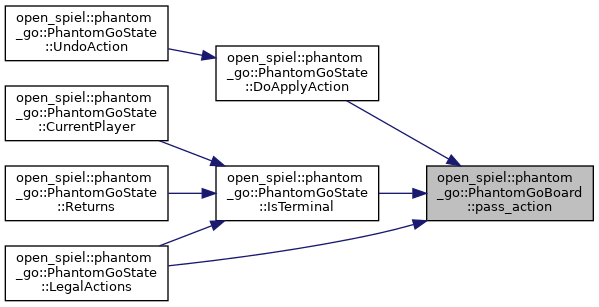 open_spiel::phantom
_go::PhantomGoState
::UndoAction
open_spiel::phantom
_go::PhantomGoState
::DoApplyAction
open_spiel::phantom
_go::PhantomGoState
::CurrentPlayer
open_spiel::phantom
_go::PhantomGoState
::Returns
open_spiel::phantom
_go::PhantomGoState
::IsTerminal
open_spiel::phantom
_go::PhantomGoBoard
::pass_action
open_spiel::phantom
_go::PhantomGoState
::LegalActions